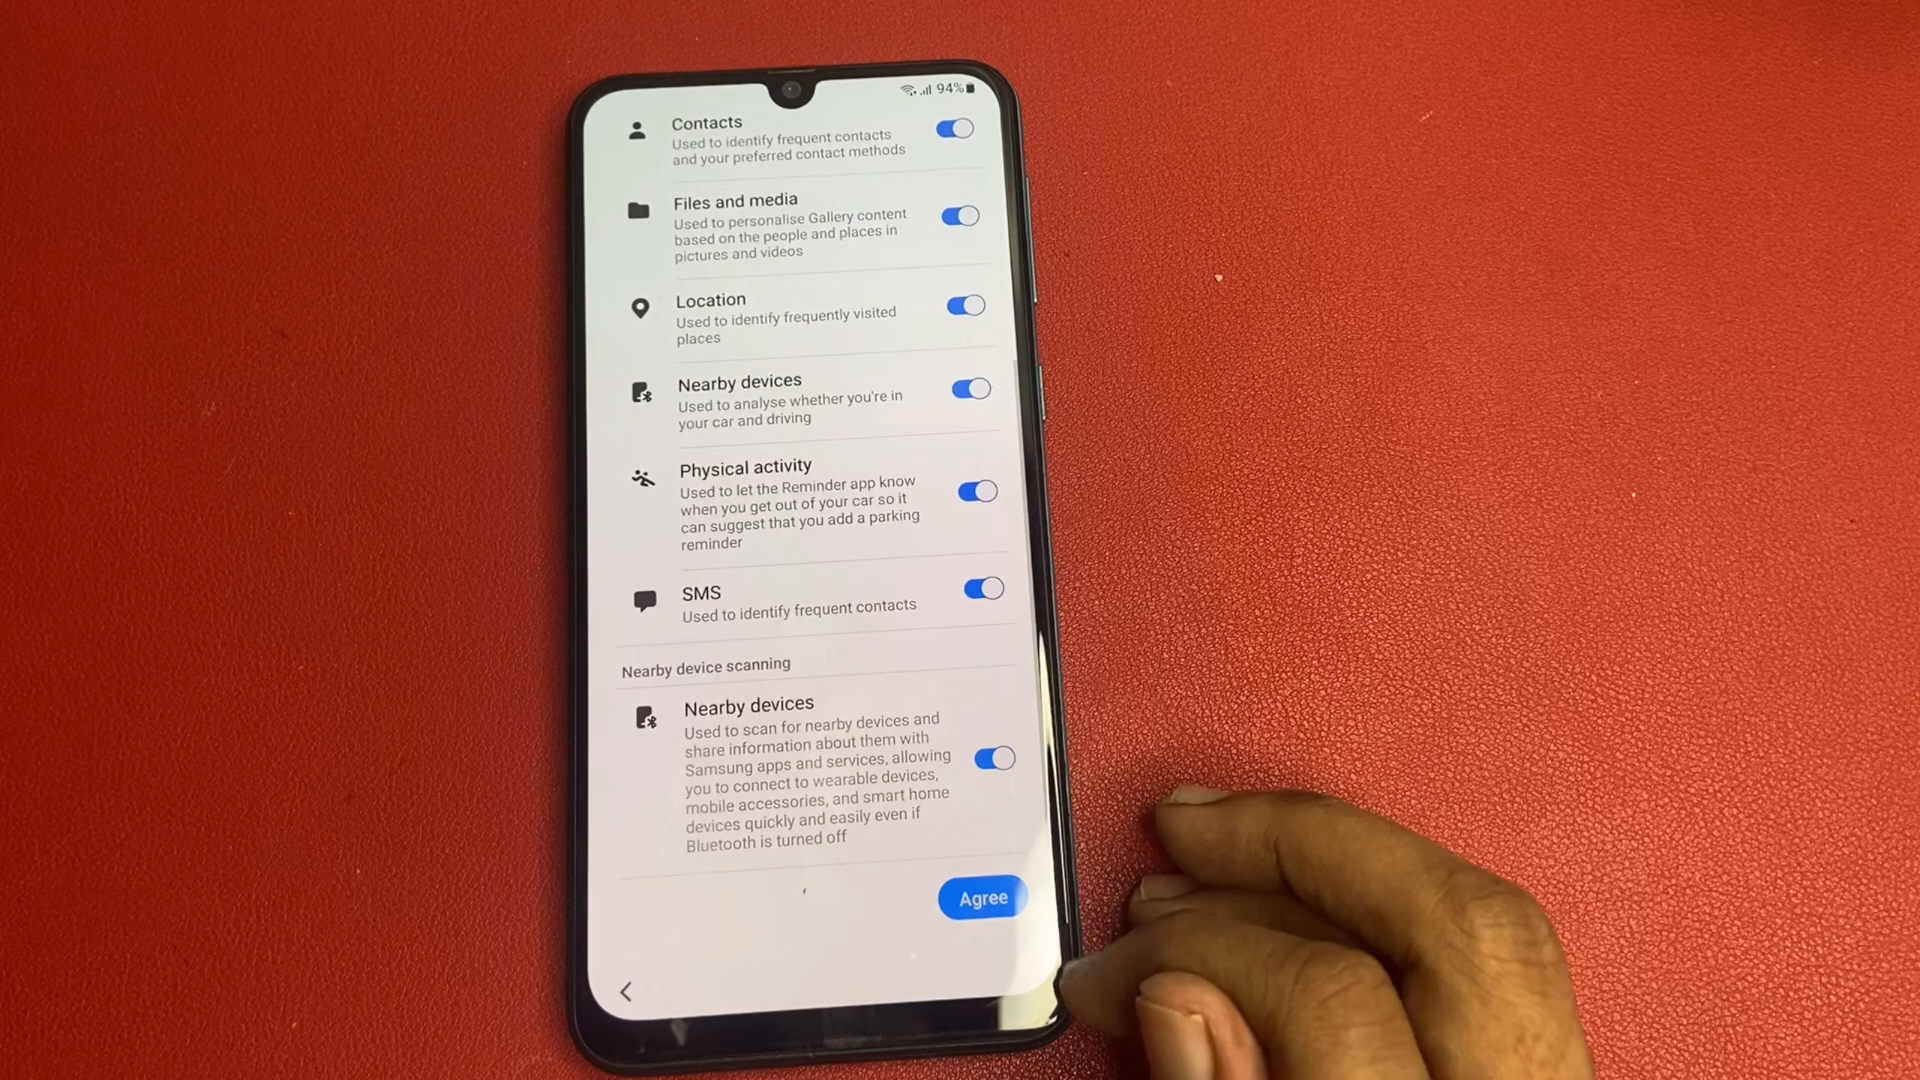 94%
Contacts
Used to identify frequent contacts
and your preferred contact methods
Files and media
Used to personalise Gallery content
based on the people and places in
pictures and videos
Location
Used to identify frequently visited
places
Nearby devices
Used to analyse whether you're in
your car and driving
Physical activity
Used to let the Reminder app know
when you get out of your car so it
can suggest that you add a parking
reminder
SMS
Used to identify frequent contacts
Nearby device scanning
Nearby devices
Used to scan for nearby devices and
share information about them with
Samsung apps and services, allowing
you to connect to wearable devices,
mobile accessories, and smart home
devices quickly and easily even if
Bluetooth is turned off
Agree